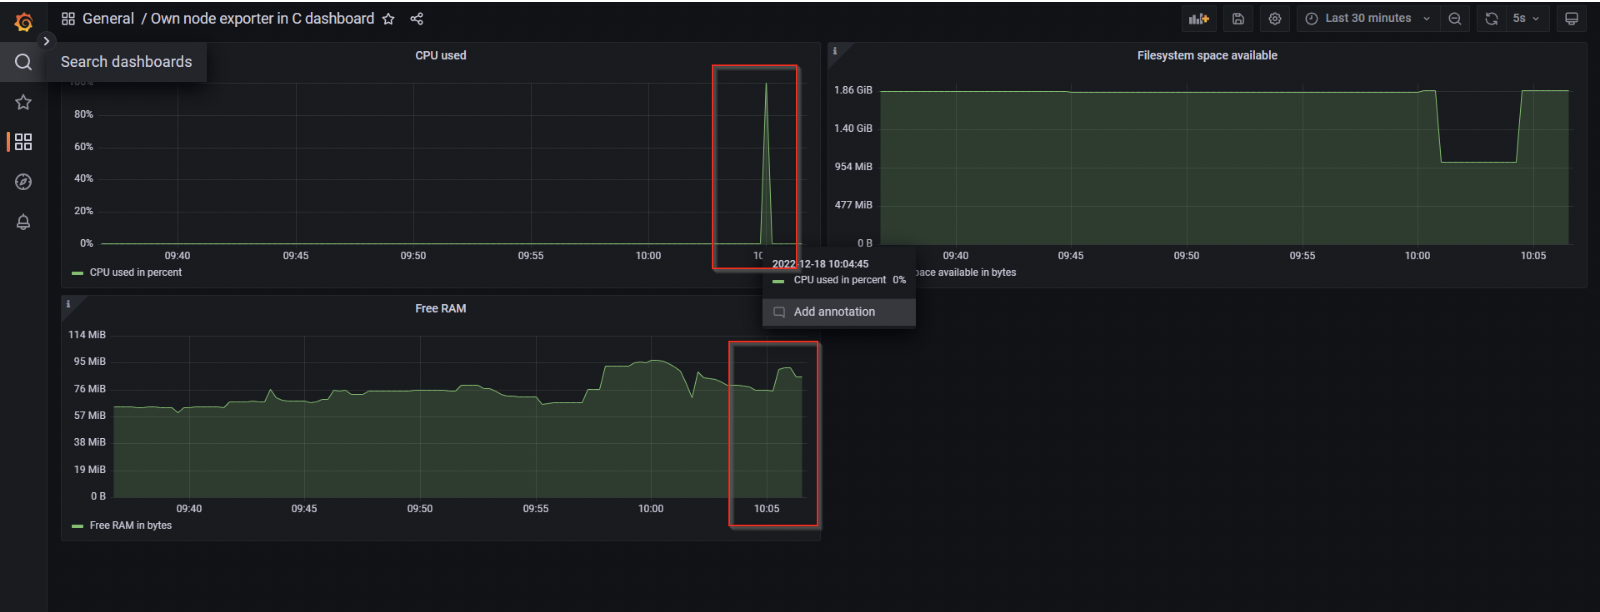 General / Own node exporter in C dashboard
Last 30 minutes
5s
Search dashboards
CPU used
100%
80%
60%
40%
20%
0%
09:40 09:45 09:50 09:55 10:00
CPU used in percent
2022-12-18 10:04:45
CPU used in percent 0%
Add annotation
Filesystem space available
1.86 GiB
1.40 GiB
954 MiB
477 MiB
0 B
09:40 09:45 09:50 09:55 10:00 10:05
space available in bytes
Free RAM
114 MiB
95 MiB
76 MiB
57 MiB
38 MiB
19 MiB
0 B
09:40 09:45 09:50 09:55 10:00 10:05
Free RAM in bytes